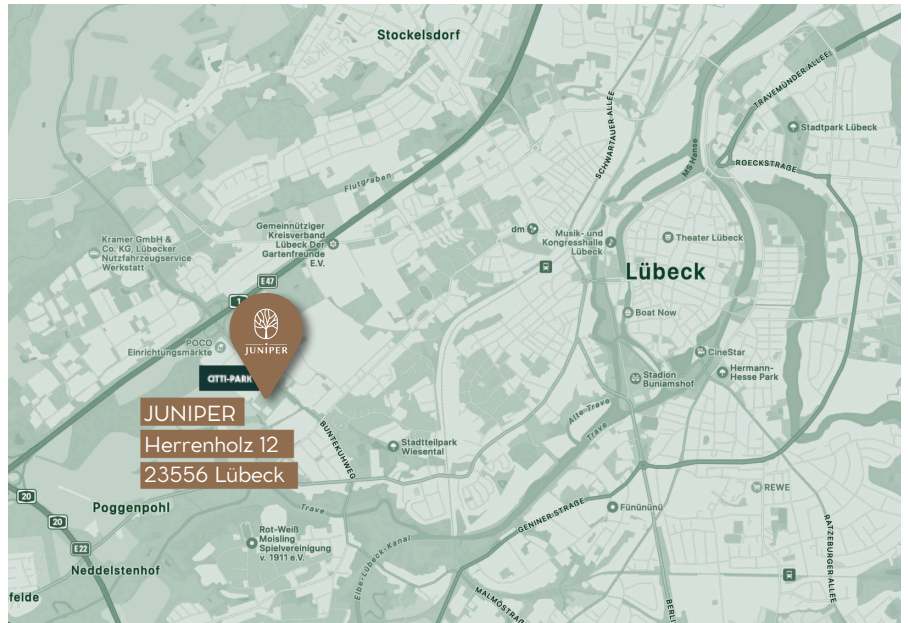 Stockelsdorf
TRAVEMÜNDER-ALLEE
Stadtpark Lübeck
SCHWARTAUER-ALLEE
MS Hanse
ROECKSTRAßE
Flutgraben
Gemeinnütziger
Kreisverband
Lübeck Der
Gartenfreunde
E.V.
dm
Musik- und
Kongresshalle
Lübeck
Theater Lübeck
Kramer GmbH &
Co. KG, Lübecker
Nutzfahrzeugservice
Werkstatt
Lübeck
E47
1
Boat Now
JUNIPER
POCO
Einrichtungsmärkte
CITTI-PARK
CineStar
Hermann-
Hesse Park
Stadion
Buniamshof
JUNIPER
Herrenholz 12
23556 Lübeck
Alte-Trave
Trave
BUNTEKUHWEG
Stadtteilpark
Wiesental
20
Poggenpohl
Trave
REWE
Fünününü
20
GENINER-STRAßE
RATZEBURGER-ALLEE
Rot-Weiß
Moisling
Spielvereinigung
v. 1911 e.V.
E22
Elbe-Lübeck-Kanal
Neddelstenhof
felde
MALMÖSTRA
BERLI